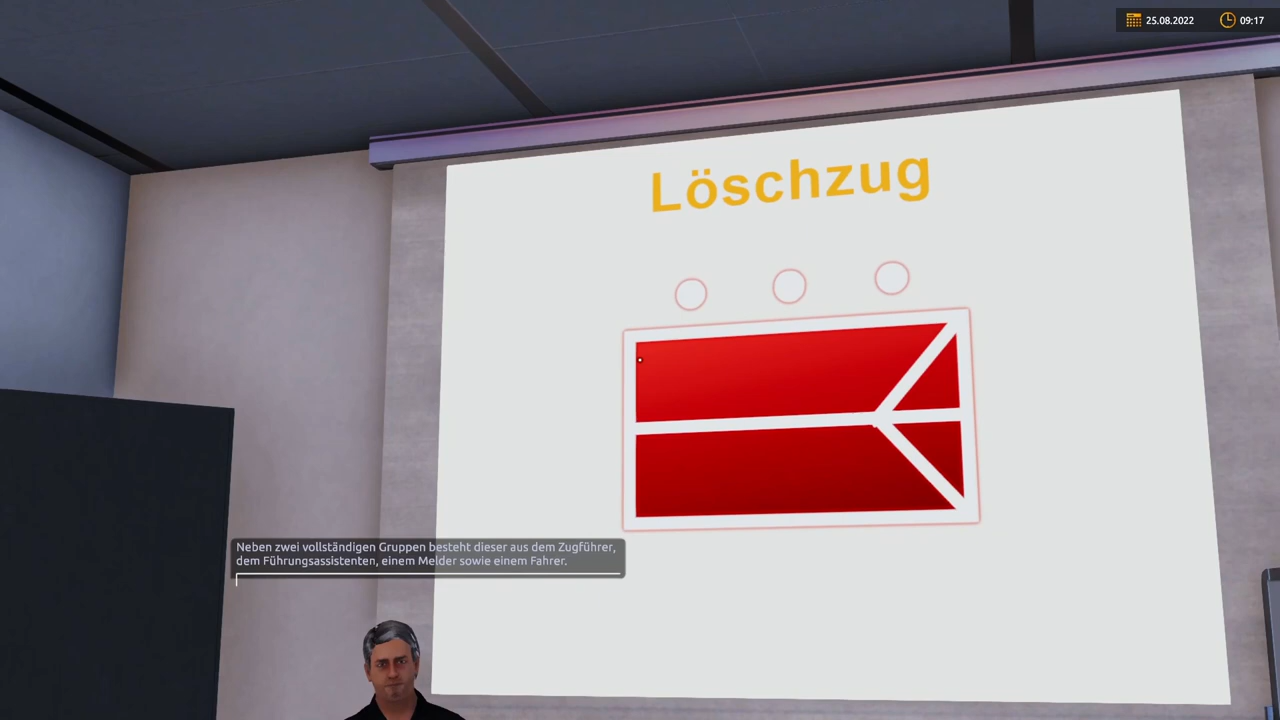 25.08.2022 09:17
Löschzug
Neben zwei vollständigen Gruppen besteht dieser aus dem Zugführer,
dem Führungsassistenten, einem Melder sowie einem Fahrer.